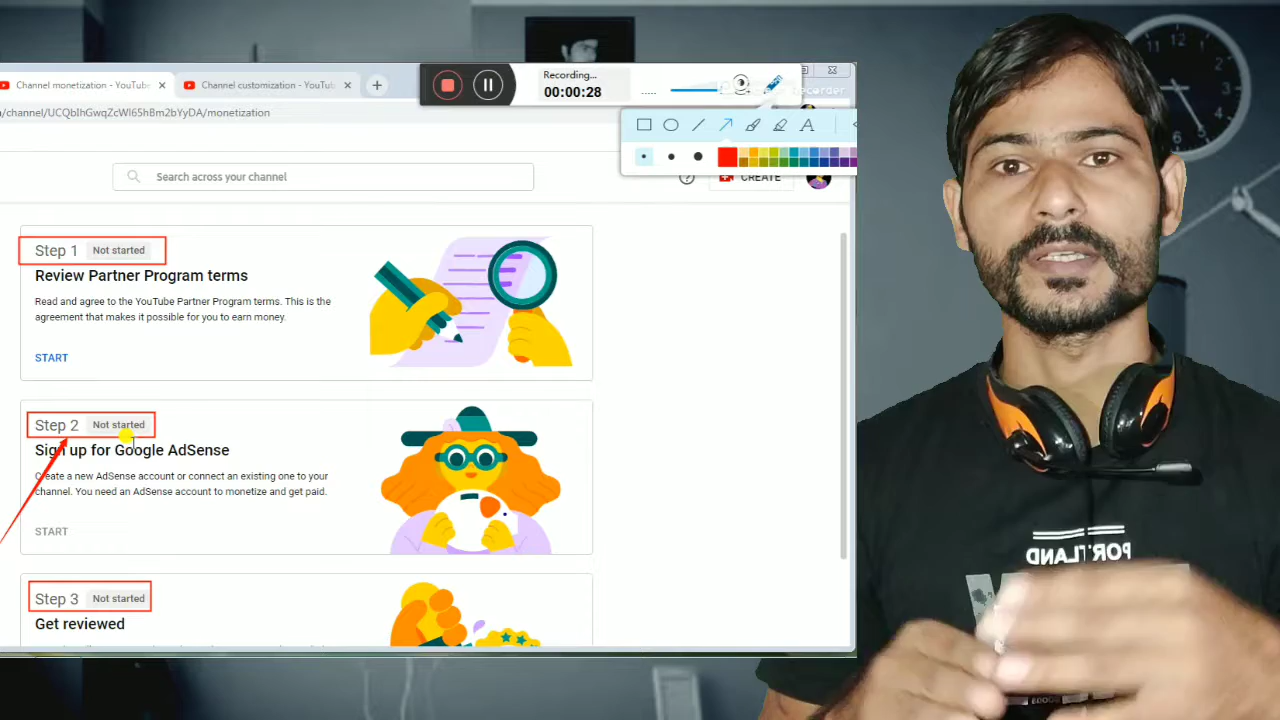 Channel monetization - YouTube
Channel customization - YouTub
Recording...
00:00:28
corder
/channel/UCQbIhGwqZcWI65hBm2bYyDA/monetization
A
Search across your channel
CREATE
Step 1 Not started
Review Partner Program terms
Read and agree to the YouTube Partner Program terms. This is the
agreement that makes it possible for you to earn money.
START
Step 2 Not started
Sign up for Google AdSense
Create a new AdSense account or connect an existing one to your
channel. You need an AdSense account to monetize and get paid.
START
Step 3 Not started
Get reviewed
12
PORTLAND